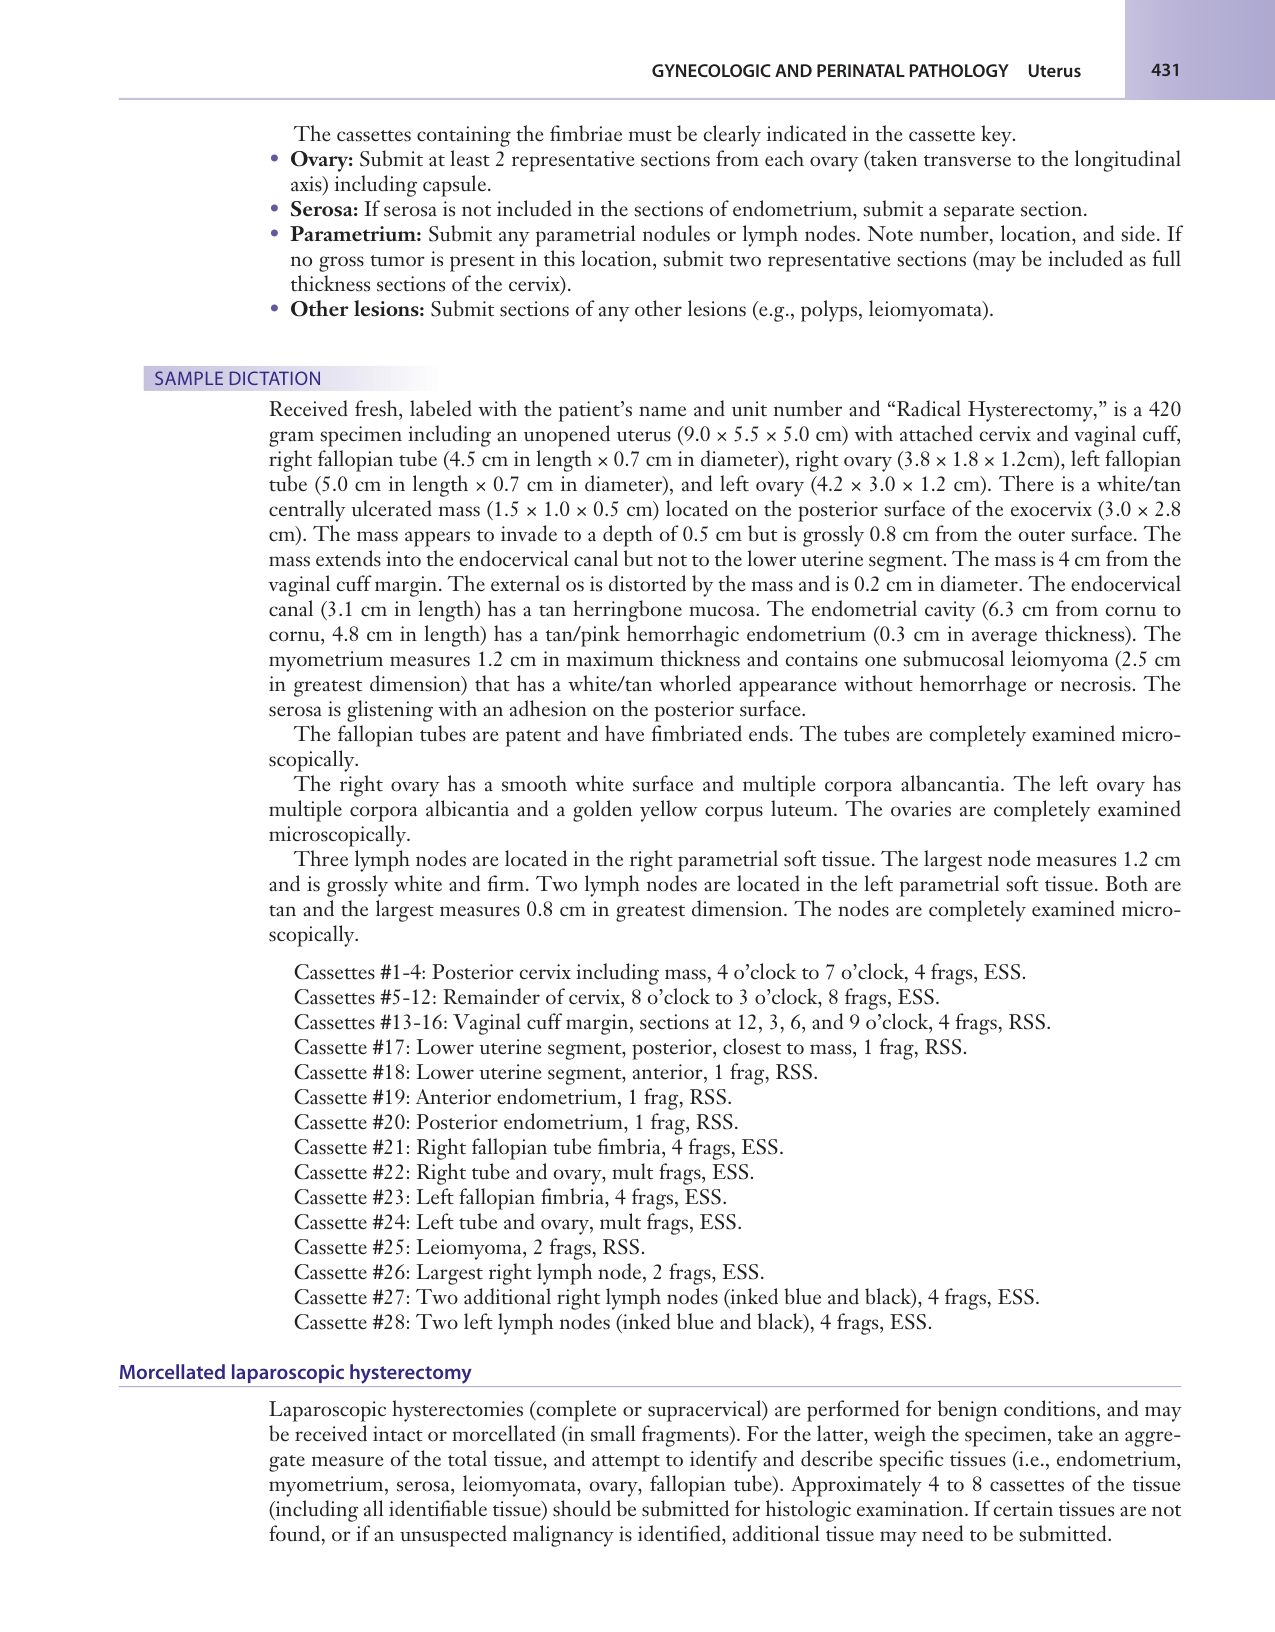 GYNECOLOGIC AND PERINATAL PATHOLOGY Uterus 431
The cassettes containing the fimbriae must be clearly indicated in the cassette key.
• Ovary: Submit at least 2 representative sections from each ovary (taken transverse to the longitudinal
axis) including capsule.
• Serosa: If serosa is not included in the sections of endometrium, submit a separate section.
• Parametrium: Submit any parametrial nodules or lymph nodes. Note number, location, and side. If
no gross tumor is present in this location, submit two representative sections (may be included as full
thickness sections of the cervix).
• Other lesions: Submit sections of any other lesions (e.g., polyps, leiomyomata).
SAMPLE DICTATION
Received fresh, labeled with the patient’s name and unit number and “Radical Hysterectomy,” is a 420
gram specimen including an unopened uterus (9.0 × 5.5 × 5.0 cm) with attached cervix and vaginal cuff,
right fallopian tube (4.5 cm in length × 0.7 cm in diameter), right ovary (3.8 × 1.8 × 1.2cm), left fallopian
tube (5.0 cm in length × 0.7 cm in diameter), and left ovary (4.2 × 3.0 × 1.2 cm). There is a white/tan
centrally ulcerated mass (1.5 × 1.0 × 0.5 cm) located on the posterior surface of the exocervix (3.0 × 2.8
cm). The mass appears to invade to a depth of 0.5 cm but is grossly 0.8 cm from the outer surface. The
mass extends into the endocervical canal but not to the lower uterine segment. The mass is 4 cm from the
vaginal cuff margin. The external os is distorted by the mass and is 0.2 cm in diameter. The endocervical
canal (3.1 cm in length) has a tan herringbone mucosa. The endometrial cavity (6.3 cm from cornu to
cornu, 4.8 cm in length) has a tan/pink hemorrhagic endometrium (0.3 cm in average thickness). The
myometrium measures 1.2 cm in maximum thickness and contains one submucosal leiomyoma (2.5 cm
in greatest dimension) that has a white/tan whorled appearance without hemorrhage or necrosis. The
serosa is glistening with an adhesion on the posterior surface.
The fallopian tubes are patent and have fimbriated ends. The tubes are completely examined micro-
scopically.
The right ovary has a smooth white surface and multiple corpora albancantia. The left ovary has
multiple corpora albicantia and a golden yellow corpus luteum. The ovaries are completely examined
microscopically.
Three lymph nodes are located in the right parametrial soft tissue. The largest node measures 1.2 cm
and is grossly white and firm. Two lymph nodes are located in the left parametrial soft tissue. Both are
tan and the largest measures 0.8 cm in greatest dimension. The nodes are completely examined micro-
scopically.
Cassettes #1-4: Posterior cervix including mass, 4 o’clock to 7 o’clock, 4 frags, ESS.
Cassettes #5-12: Remainder of cervix, 8 o’clock to 3 o’clock, 8 frags, ESS.
Cassettes #13-16: Vaginal cuff margin, sections at 12, 3, 6, and 9 o’clock, 4 frags, RSS.
Cassette #17: Lower uterine segment, posterior, closest to mass, 1 frag, RSS.
Cassette #18: Lower uterine segment, anterior, 1 frag, RSS.
Cassette #19: Anterior endometrium, 1 frag, RSS.
Cassette #20: Posterior endometrium, 1 frag, RSS.
Cassette #21: Right fallopian tube fimbria, 4 frags, ESS.
Cassette #22: Right tube and ovary, mult frags, ESS.
Cassette #23: Left fallopian fimbria, 4 frags, ESS.
Cassette #24: Left tube and ovary, mult frags, ESS.
Cassette #25: Leiomyoma, 2 frags, RSS.
Cassette #26: Largest right lymph node, 2 frags, ESS.
Cassette #27: Two additional right lymph nodes (inked blue and black), 4 frags, ESS.
Cassette #28: Two left lymph nodes (inked blue and black), 4 frags, ESS.
Morcellated laparoscopic hysterectomy
Laparoscopic hysterectomies (complete or supracervical) are performed for benign conditions, and may
be received intact or morcellated (in small fragments). For the latter, weigh the specimen, take an aggre-
gate measure of the total tissue, and attempt to identify and describe specific tissues (i.e., endometrium,
myometrium, serosa, leiomyomata, ovary, fallopian tube). Approximately 4 to 8 cassettes of the tissue
(including all identifiable tissue) should be submitted for histologic examination. If certain tissues are not
found, or if an unsuspected malignancy is identified, additional tissue may need to be submitted.